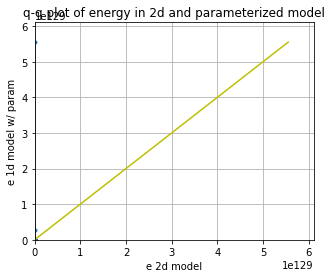 q-q plot of energy in 2d and parameterized model
1e129
6
5
4
3
2
1
0
e 1d model w/ param
0 1 2 3 4 5 6
1e129
e 2d model